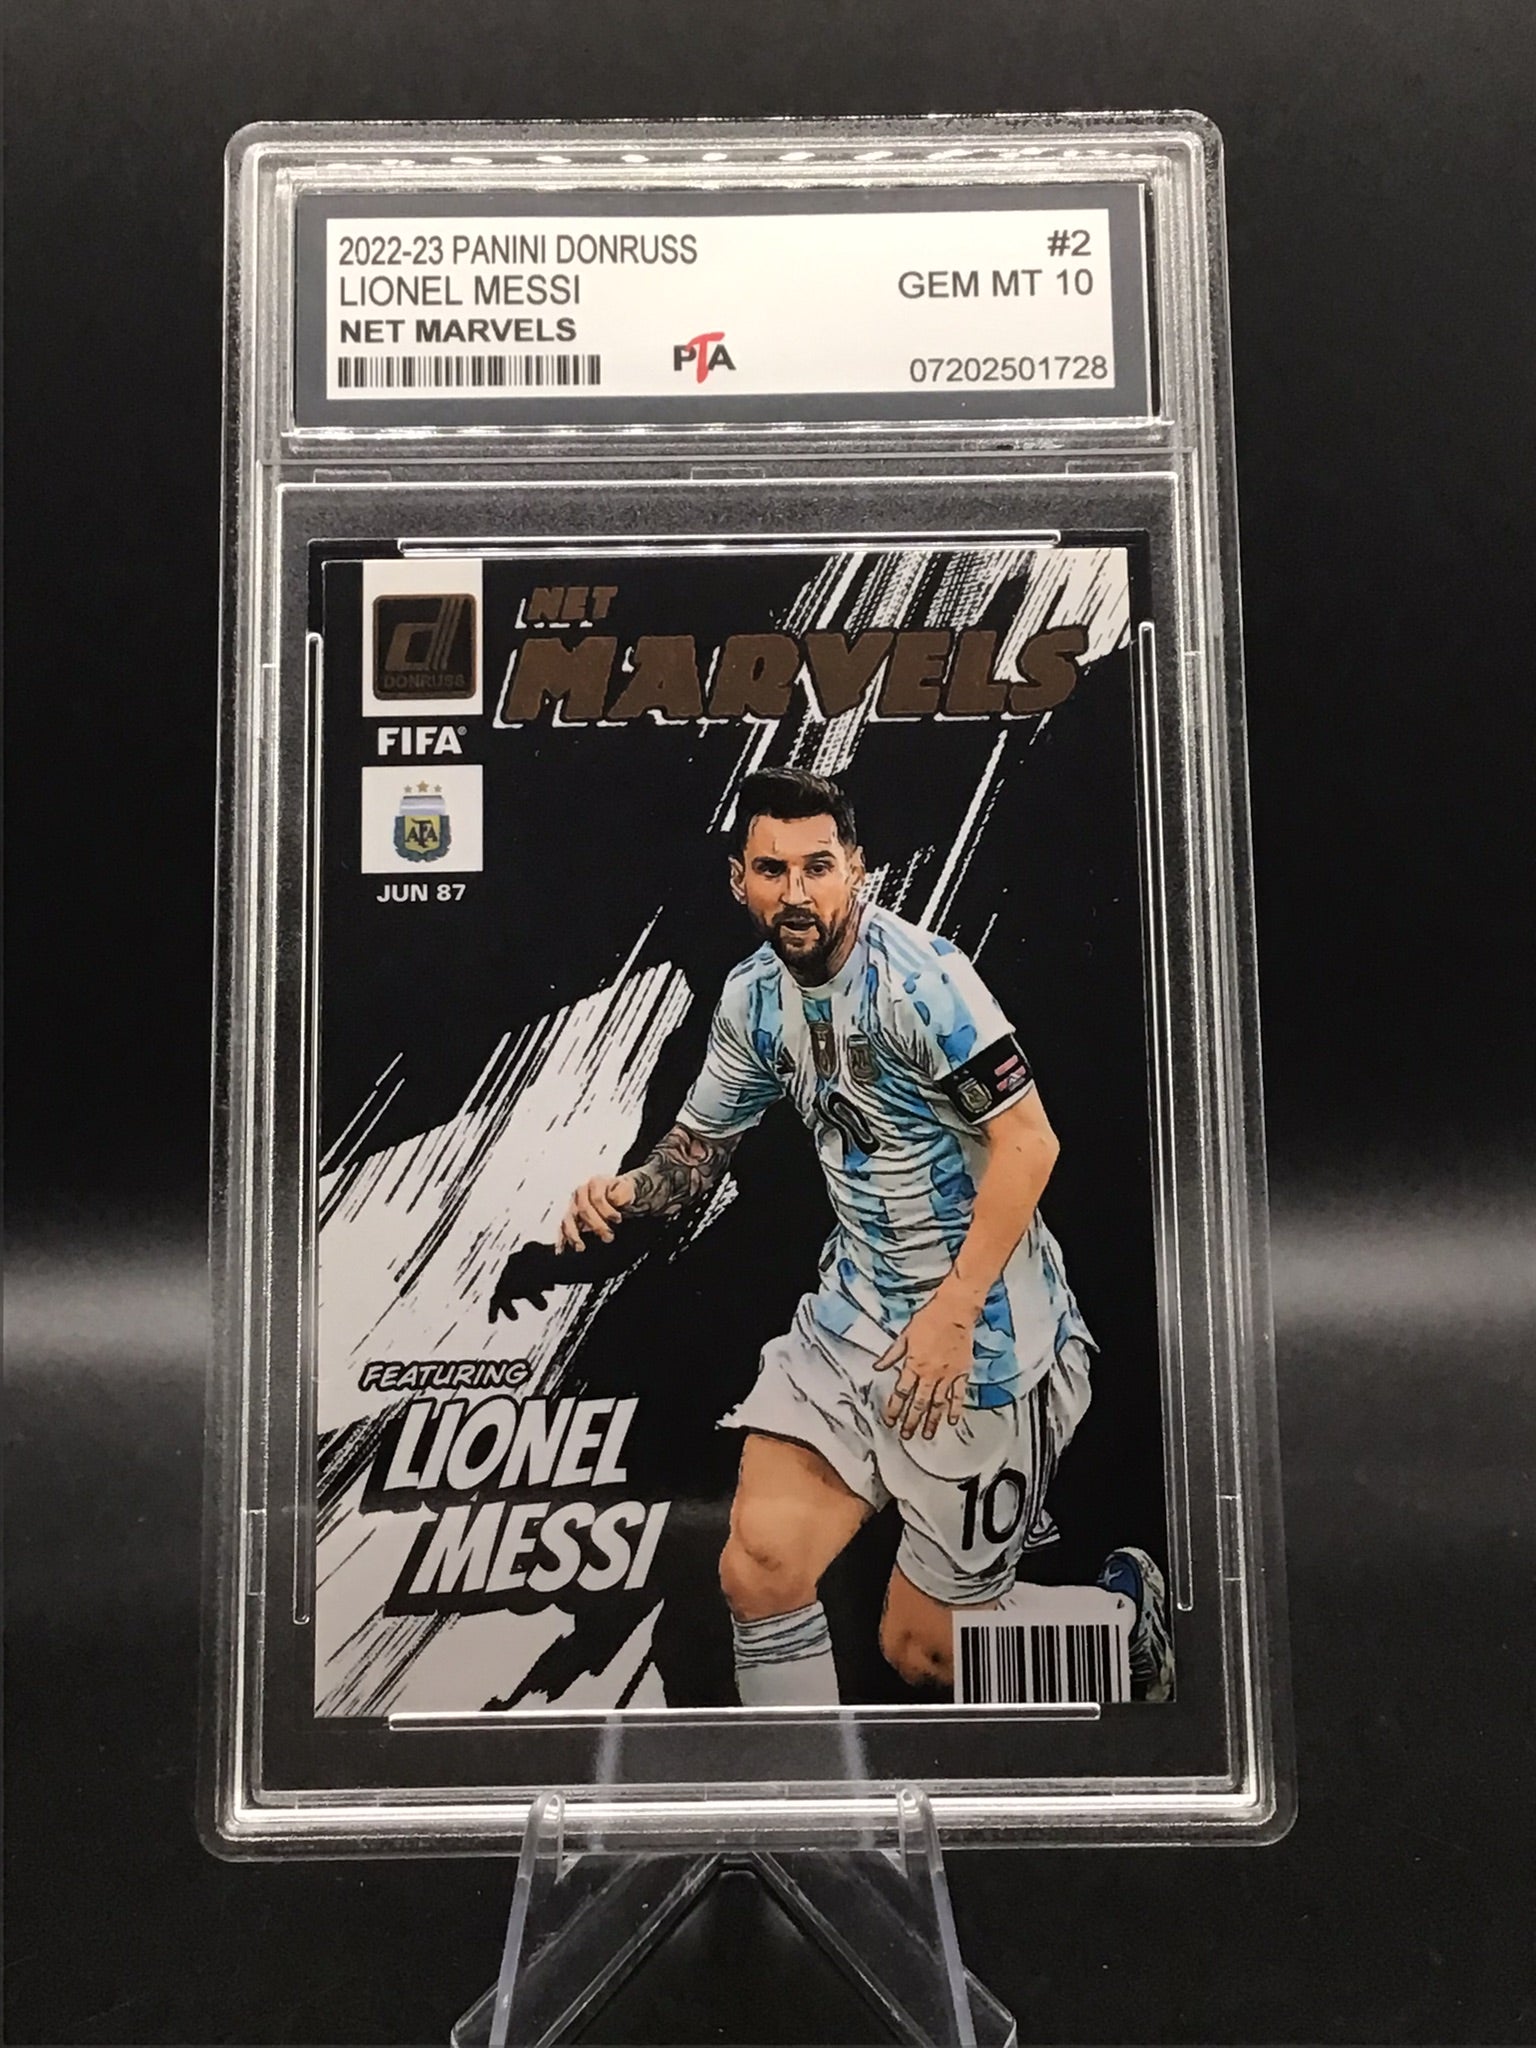 2022-23 PANINI DONRUSS #2
LIONEL MESSI GEM MT 10
NET MARVELS
PTA 07202501728
DONRUSS
NET
MARVELS
FIFA®
AFA
JUN 87
10
FEATURING
LIONEL
MESSI
10